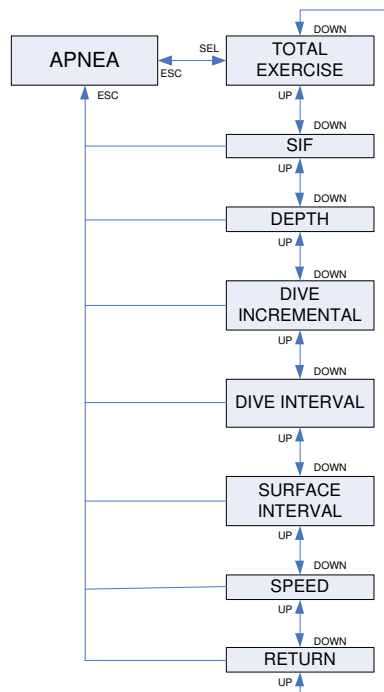 DOWN
APNEA
SEL
ESC
TOTAL
EXERCISE
ESC
UP
DOWN
SIF
UP
DOWN
DEPTH
UP
DOWN
DIVE
INCREMENTAL
UP
DOWN
DIVE INTERVAL
UP
DOWN
SURFACE
INTERVAL
UP
DOWN
SPEED
UP
DOWN
RETURN
UP